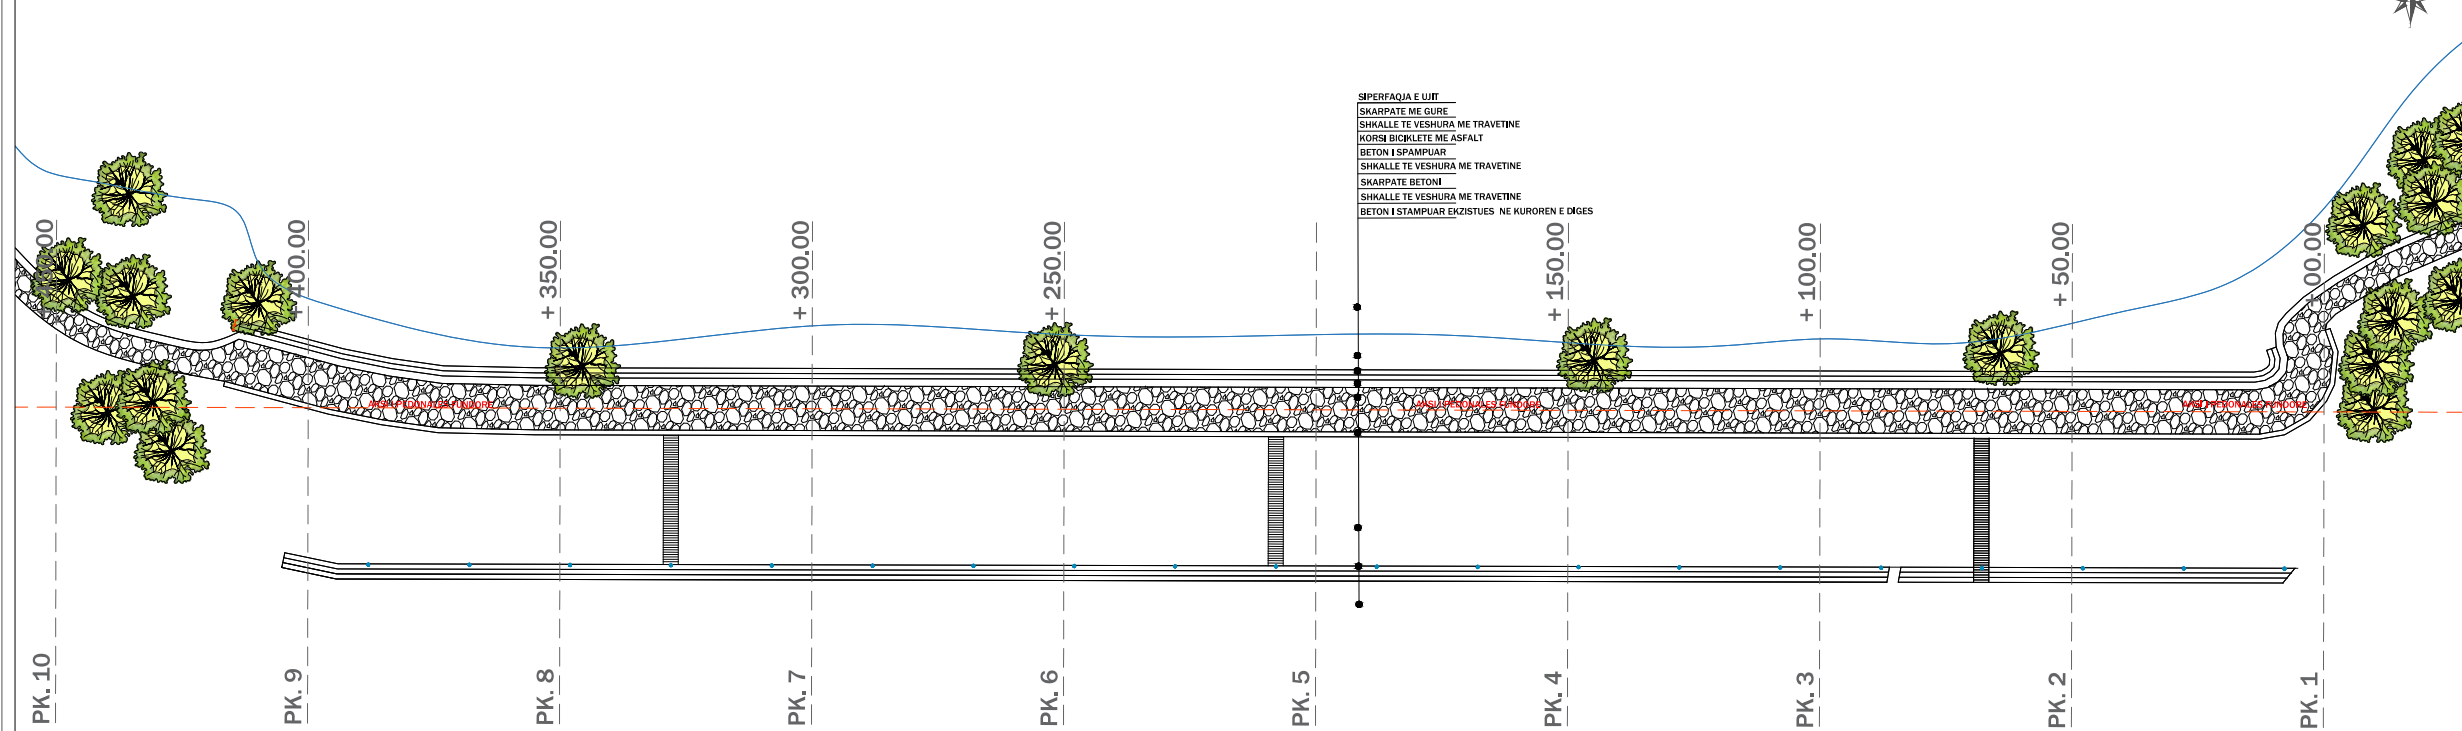 SIPERFAQJA E UJIT
SKARPATE ME GURE
SHKALLE TE VESHURA ME TRAVETINE
KORSI BICIKLETE ME ASFALT
BETON I SPAMPUAR
SHKALLE TE VESHURA ME TRAVETINE
SKARPATE BETONI
SHKALLE TE VESHURA ME TRAVETINE
BETON I STAMPUAR EKZISTUES NE KUROREN E DIGES
+ 400.00
+ 350.00
+ 300.00
+ 250.00
+ 150.00
+ 100.00
+ 50.00
+ 00.00
PK. 10
PK. 9
PK. 8
PK. 7
PK. 6
PK. 5
PK. 4
PK. 3
PK. 2
PK. 1